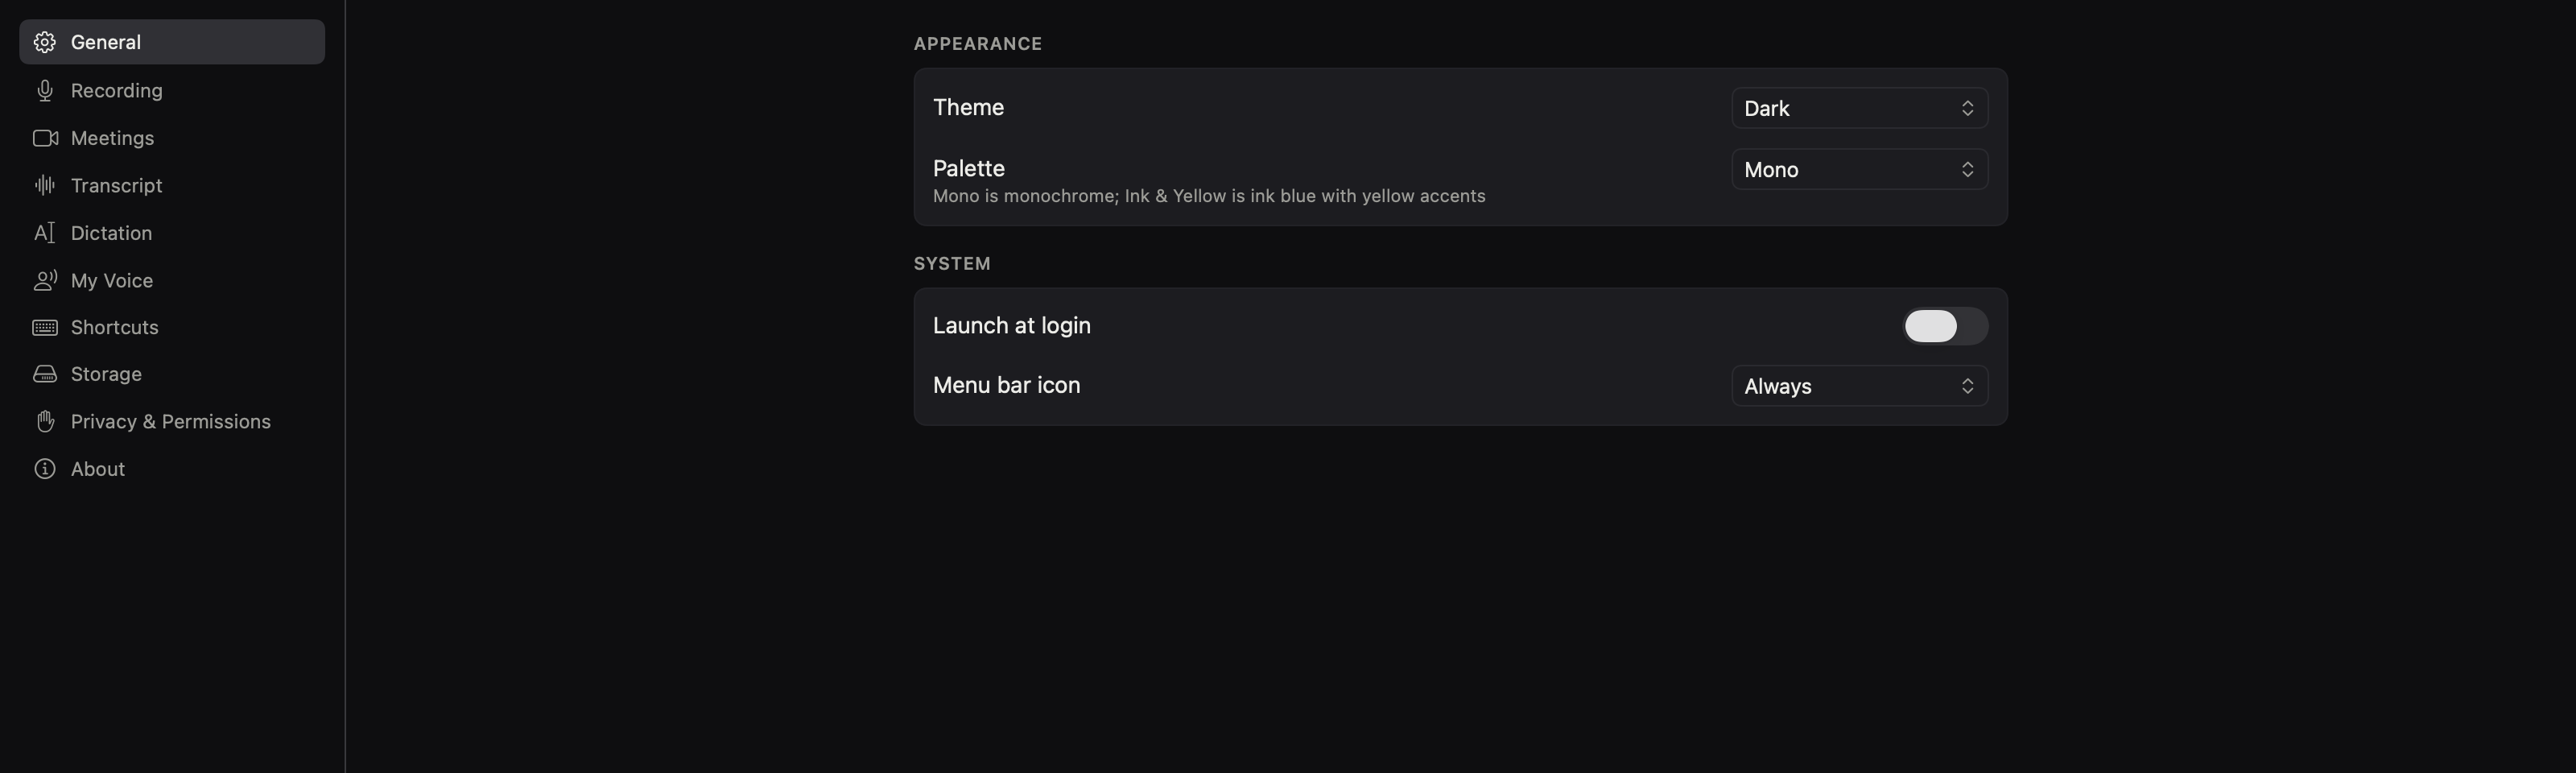 General
Recording
Meetings
Transcript
Dictation
My Voice
Shortcuts
Storage
Privacy & Permissions
About
APPEARANCE
Theme
Dark
Palette
Mono
Mono is monochrome; Ink & Yellow is ink blue with yellow accents
SYSTEM
Launch at login
Menu bar icon
Always